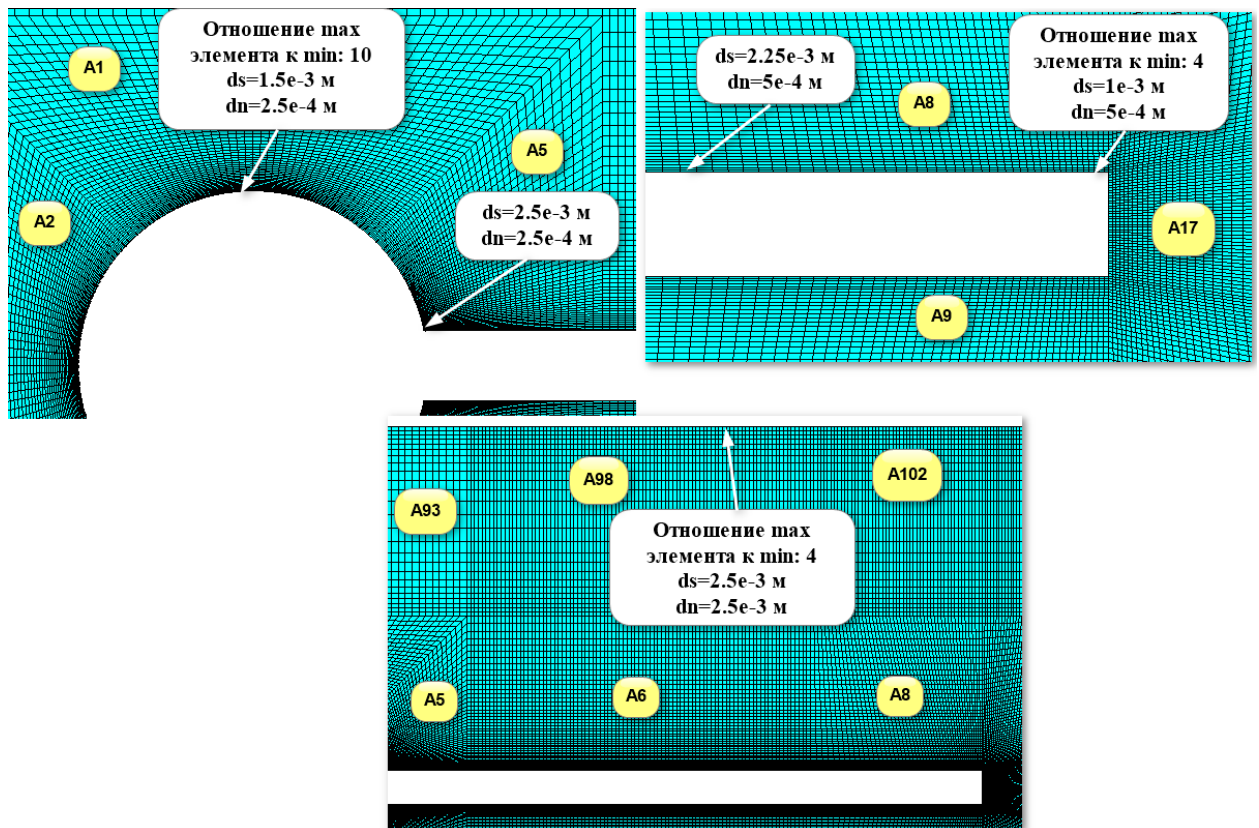 A1
Отношение max
элемента к min: 10
ds=1.5e-3 м
dn=2.5e-4 м
A5
A2
ds=2.5e-3 м
dn=2.5e-4 м
ds=2.25e-3 м
dn=5e-4 м
A8
Отношение max
элемента к min: 4
ds=1e-3 м
dn=5e-4 м
A17
A9
A93
A98
A102
Отношение max
элемента к min: 4
ds=2.5e-3 м
dn=2.5e-3 м
A5
A6
A8